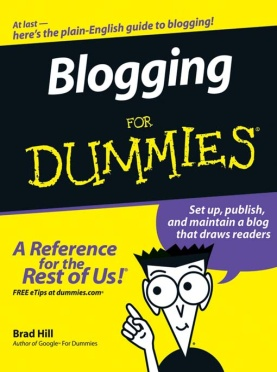 At last —
here's the plain-English guide to blogging!
Blogging
FOR
DUMMIES®
Set up, publish,
and maintain a blog
that draws readers
A Reference
for the
Rest of Us!®
FREE eTips at dummies.com®
Brad Hill
Author of Google® For Dummies